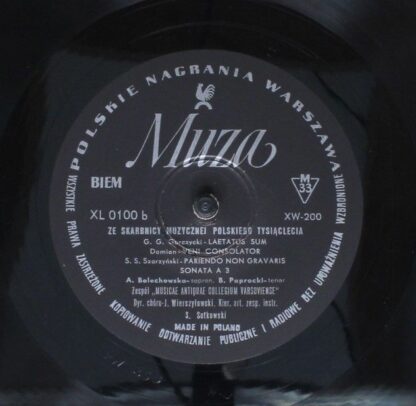 POLSKIE NAGRANIA WARSZAWA
Muza
BIEM
M
33
XL 0100 b
XW-200
ZE SKARBNICY MUZYCZNEJ POLSKIEGO TYSIĄCLECIA
G. G. Gorczycki- LAETATUS SUM
Damian-VENI CONSOLATOR
S. S. Szarzyński- PARIENDO NON GRAVARIS
SONATA A 3
A. Bolechowska-sopran, B. Paprocki-tenor
Zespół „MUSICAE ANTIQUAE COLLEGIUM VARSOVIENSE"
Dyr. chóru-J. Wierszyłowski, Kier. art. zesp. instr.
S. Sutkowski
MADE IN POLAND
WSZYSTKIE PRAWA ZASTRZEŻONE. KOPIOWANIE ODTWARZANIE PUBLICZNE I RADIOWE BEZ UPOWAŻNIENIA WZBRONIONE